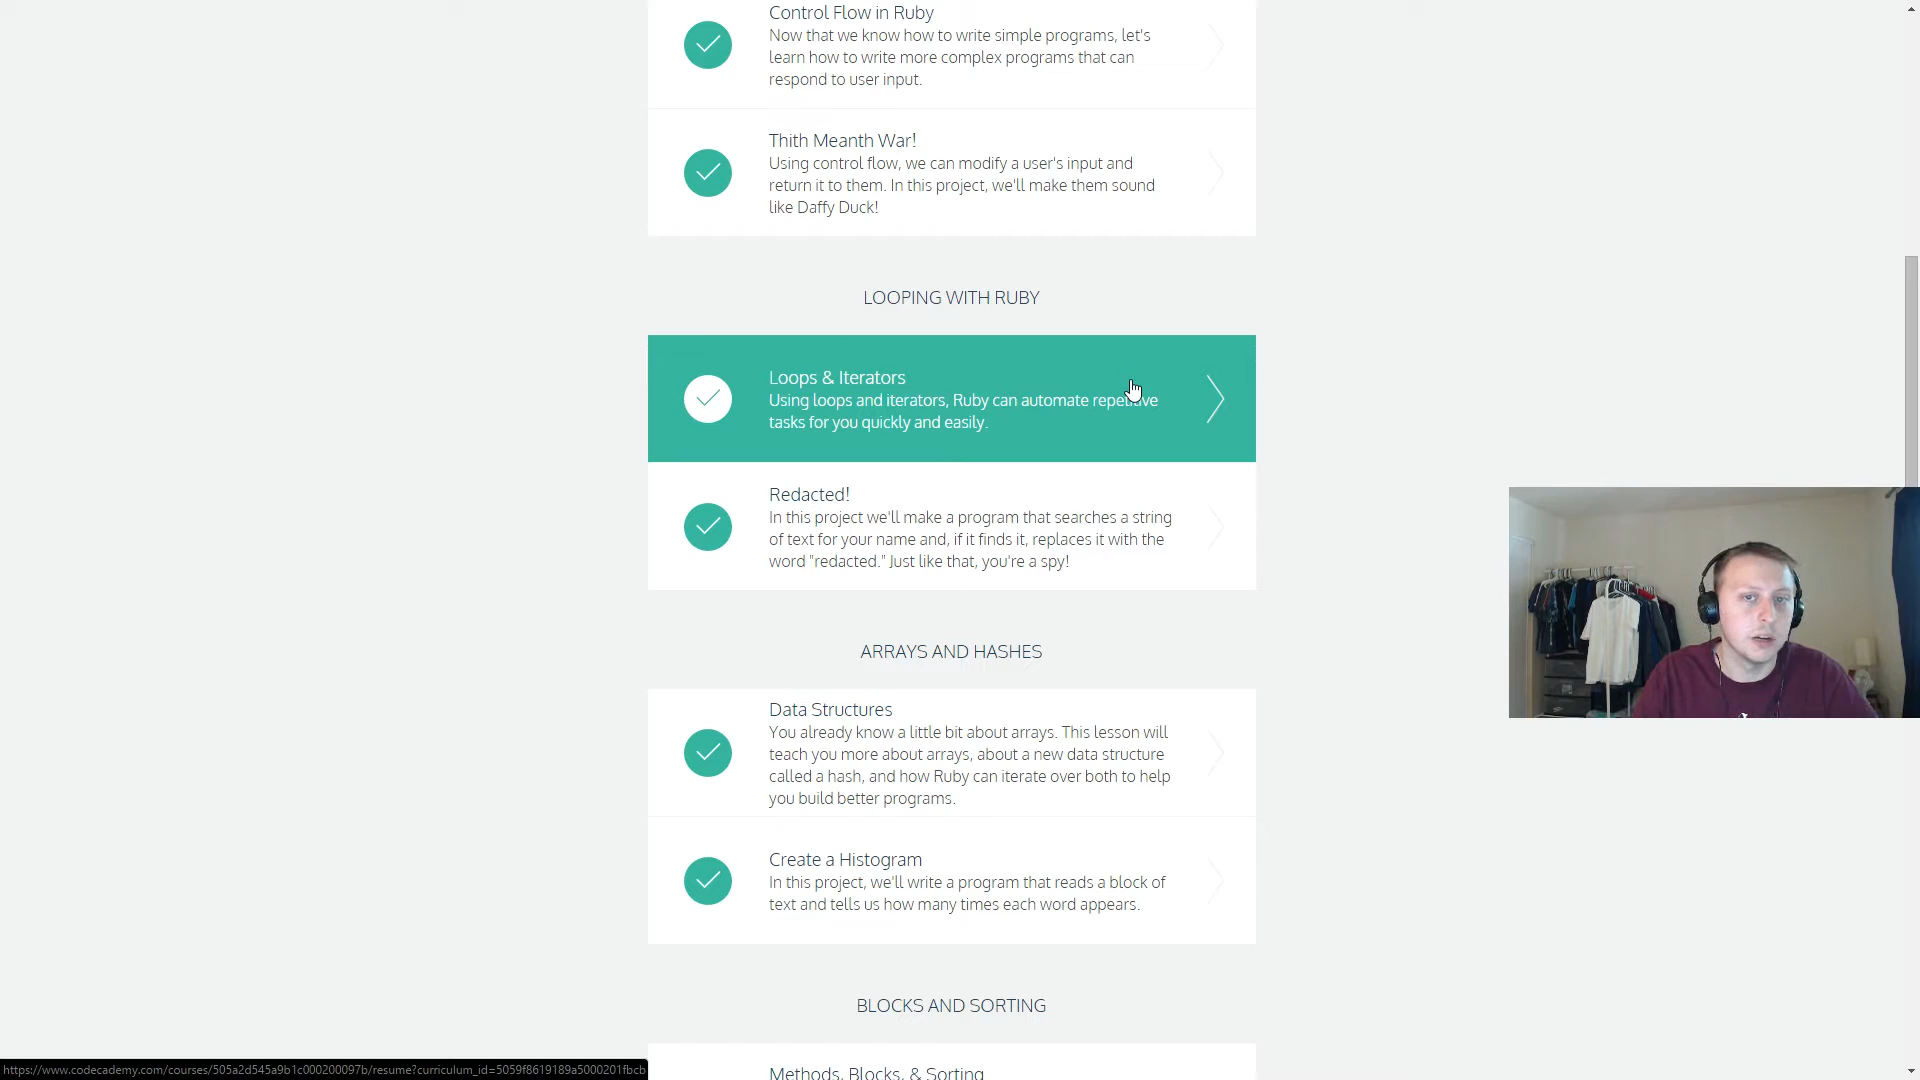 Control Flow in Ruby
Now that we know how to write simple programs, let's
learn how to write more complex programs that can
respond to user input.
Thith Meanth War!
Using control flow, we can modify a user's input and
return it to them. In this project, we'll make them sound
like Daffy Duck!
LOOPING WITH RUBY
Loops & Iterators
Using loops and iterators, Ruby can automate repetitive
tasks for you quickly and easily.
Redacted!
In this project we'll make a program that searches a string
of text for your name and, if it finds it, replaces it with the
word "redacted." Just like that, you're a spy!
ARRAYS AND HASHES
Data Structures
You already know a little bit about arrays. This lesson will
teach you more about arrays, about a new data structure
called a hash, and how Ruby can iterate over both to help
you build better programs.
Create a Histogram
In this project, we'll write a program that reads a block of
text and tells us how many times each word appears.
BLOCKS AND SORTING
Methods, Blocks, & Sorting
https://www.codecademy.com/courses/505a2d545a9b1c000200097b/resume?curriculum_id=5059f8619189a5000201fbcb